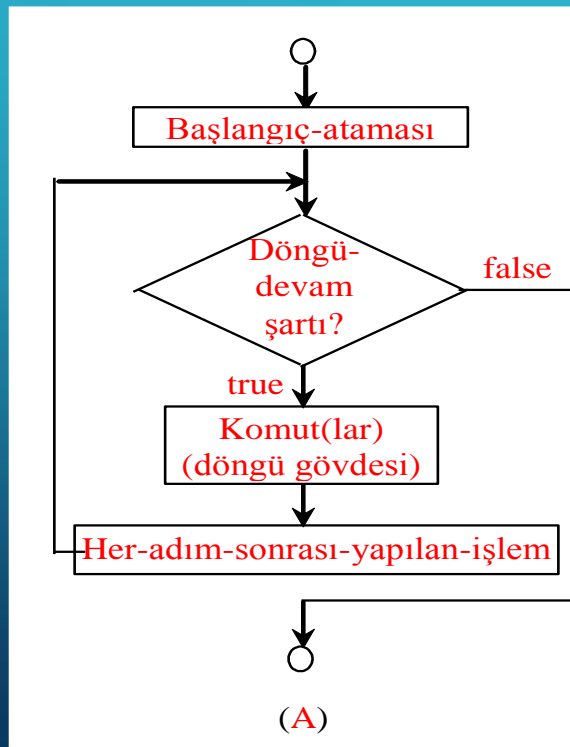 Başlangıç-ataması
Döngü-
devam
şartı?
false
true
Komut(lar)
(döngü gövdesi)
Her-adım-sonrası-yapılan-işlem
(A)